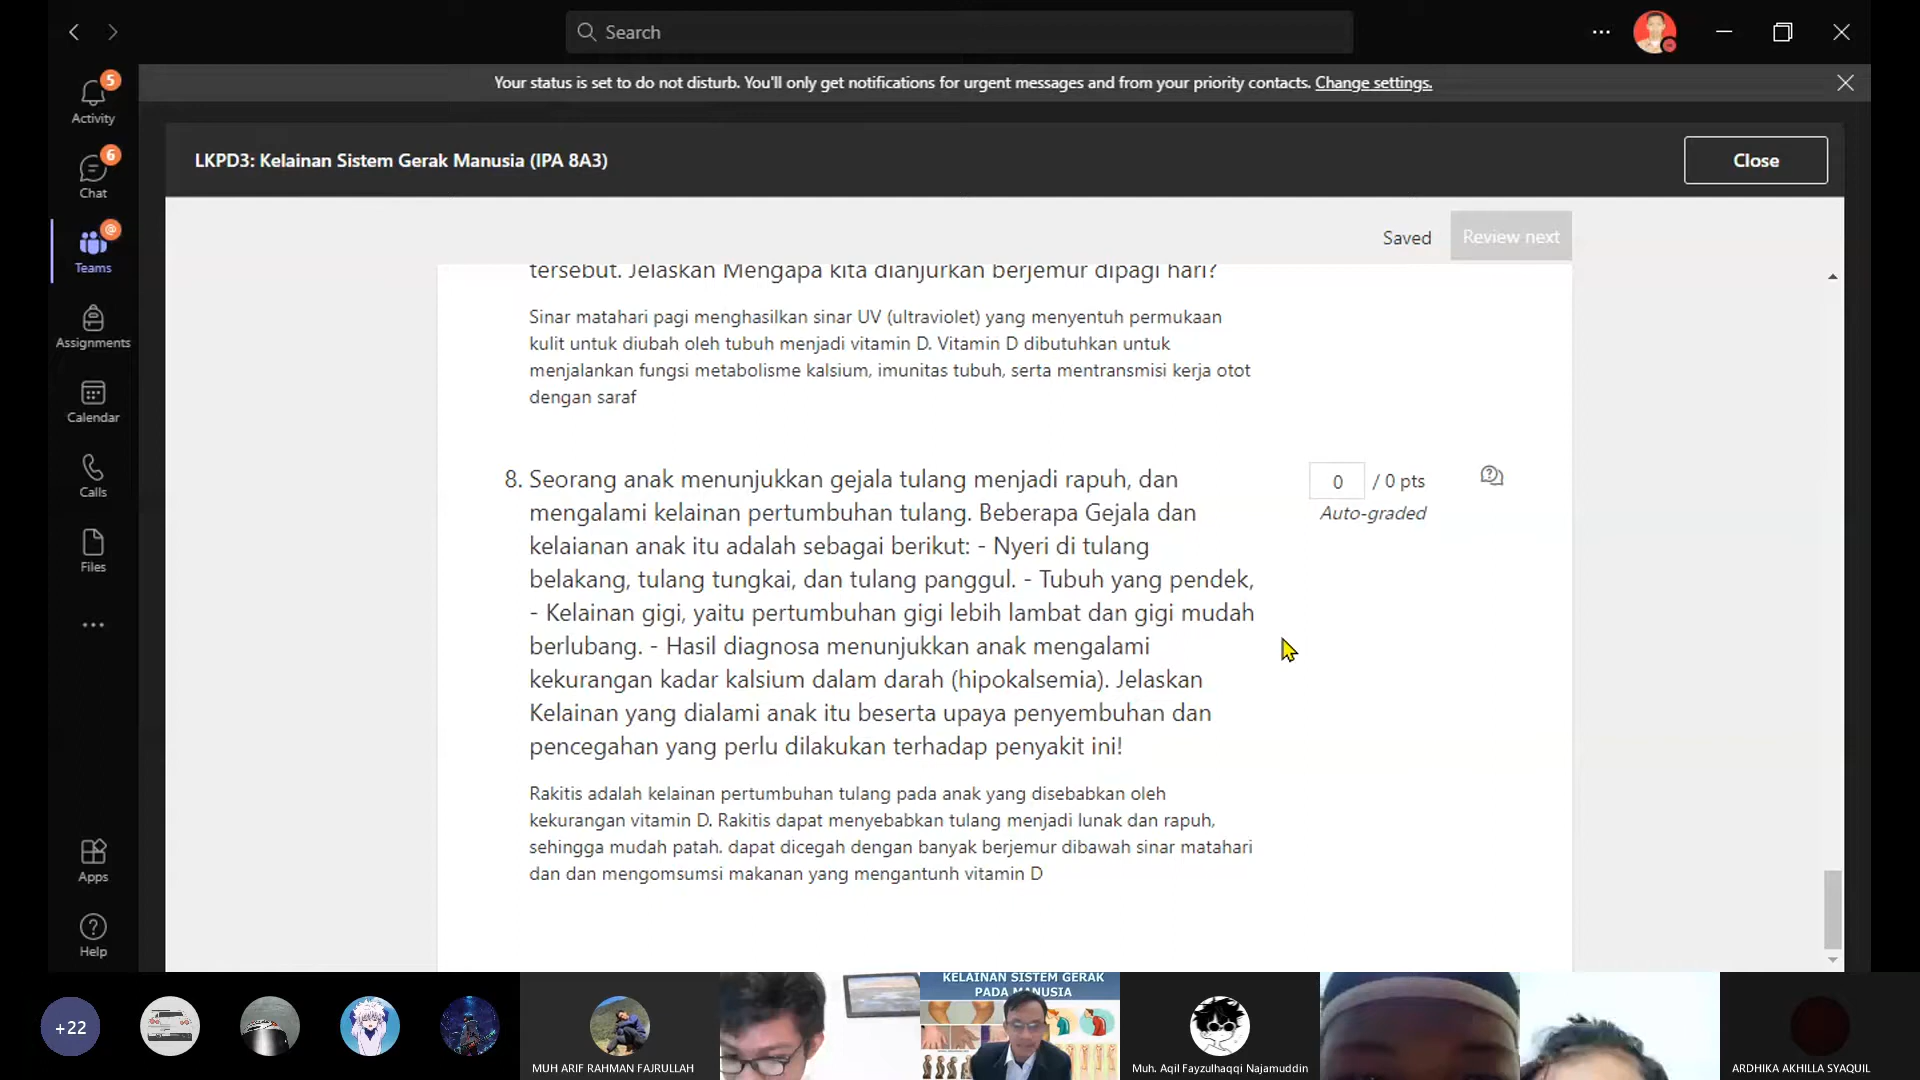 Search
Your status is set to do not disturb. You'll only get notifications for urgent messages and from your priority contacts. Change settings.
5
Activity
6
Chat
@
Teams
Assignments
Calendar
Calls
Files
Apps
Help
LKPD3: Kelainan Sistem Gerak Manusia (IPA 8A3)
Close
Saved
Review next
tersebut. Jelaskan Mengapa kita dianjurkan berjemur dipagi hari?
Sinar matahari pagi menghasilkan sinar UV (ultraviolet) yang menyentuh permukaan
kulit untuk diubah oleh tubuh menjadi vitamin D. Vitamin D dibutuhkan untuk
menjalankan fungsi metabolisme kalsium, imunitas tubuh, serta mentransmisi kerja otot
dengan saraf
8. Seorang anak menunjukkan gejala tulang menjadi rapuh, dan
mengalami kelainan pertumbuhan tulang. Beberapa Gejala dan
kelaianan anak itu adalah sebagai berikut: - Nyeri di tulang
belakang, tulang tungkai, dan tulang panggul. - Tubuh yang pendek,
- Kelainan gigi, yaitu pertumbuhan gigi lebih lambat dan gigi mudah
berlubang. - Hasil diagnosa menunjukkan anak mengalami
kekurangan kadar kalsium dalam darah (hipokalsemia). Jelaskan
Kelainan yang dialami anak itu beserta upaya penyembuhan dan
pencegahan yang perlu dilakukan terhadap penyakit ini!
0 / 0 pts
Auto-graded
Rakitis adalah kelainan pertumbuhan tulang pada anak yang disebabkan oleh
kekurangan vitamin D. Rakitis dapat menyebabkan tulang menjadi lunak dan rapuh,
sehingga mudah patah. dapat dicegah dengan banyak berjemur dibawah sinar matahari
dan dan mengomsumsi makanan yang mengantunh vitamin D
+22
MUH ARIF RAHMAN FAJRULLAH
KELAINAN SISTEM GERAK
PADA MANUSIA
Muh. Aqil Fayzulhaqqi Najamuddin
ARDHIKA AKHILLA SYAQUIL